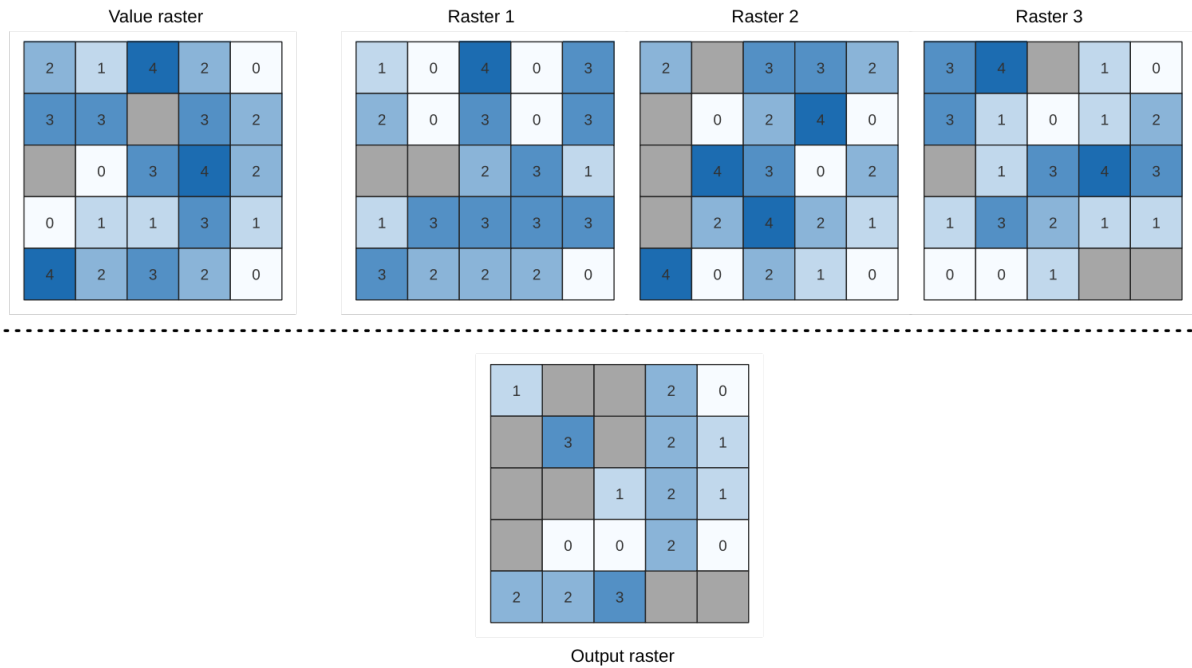 Value raster Raster 1 Raster 2 Raster 3
2 1 4 2 0 1 0 4 0 3 2 3 3 2 3 4 1 0
3 3 3 2 2 0 3 0 3 0 2 4 0 3 1 0 1 2
0 3 4 2 2 3 1 4 3 0 2 1 3 4 3
0 1 1 3 1 1 3 3 3 3 2 4 2 1 1 3 2 1 1
4 2 3 2 0 3 2 2 2 0 4 0 2 1 0 0 0 1
1 2 0
3 2 1
1 2 1
0 0 2 0
2 2 3
Output raster